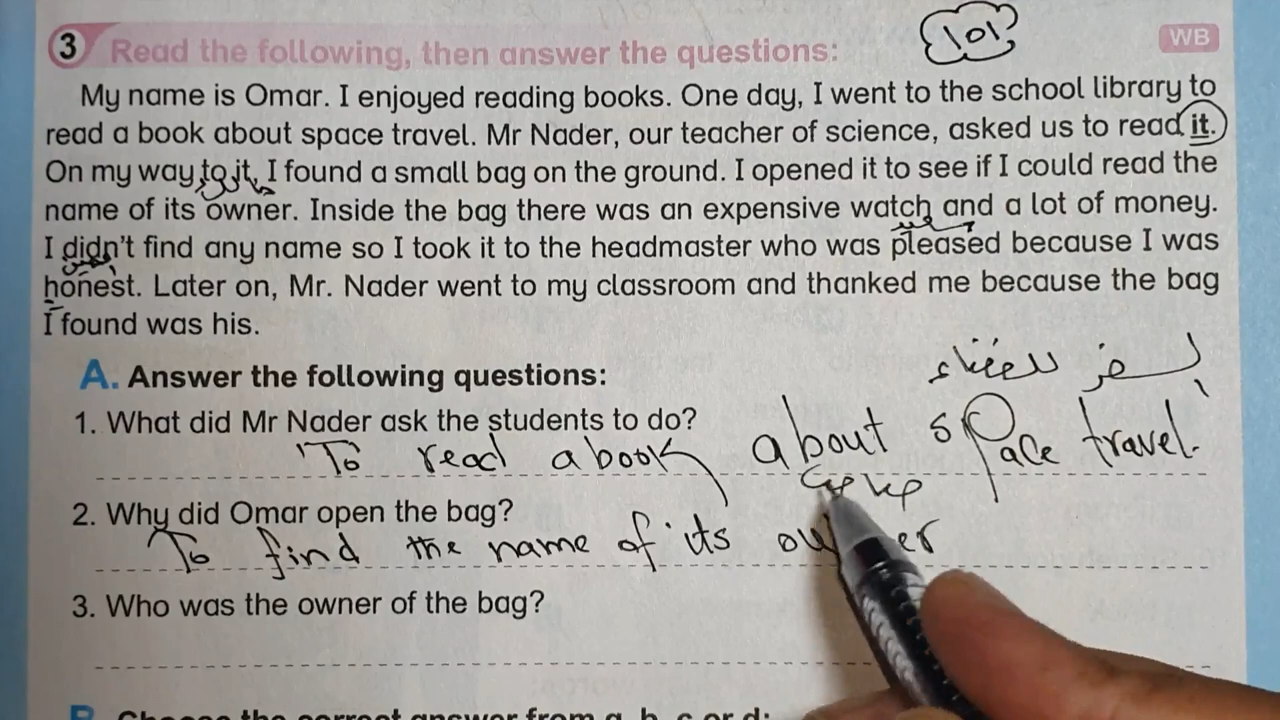 101
3 Read the following, then answer the questions: WB
My name is Omar. I enjoyed reading books. One day, I went to the school library to
read a book about space travel. Mr Nader, our teacher of science, asked us to read it.
On my way to it, I found a small bag on the ground. I opened it to see if I could read the
name of its owner. Inside the bag there was an expensive watch and a lot of money.
I didn't find any name so I took it to the headmaster who was pleased because I was
honest. Later on, Mr. Nader went to my classroom and thanked me because the bag
I found was his.
A. Answer the following questions:
1. What did Mr Nader ask the students to do?
To read a book about space travel.
2. Why did Omar open the bag?
To find the name of its
3. Who was the owner of the bag?
B. Choose the correct answer from a, b, c or d: